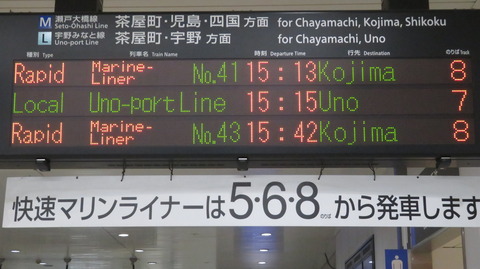 M 瀬戸大橋線 Seto-Ohashi Line 茶屋町・児島・四国 方面 for Chayamachi, Kojima, Shikoku
L 宇野みなと線 Uno-port Line 茶屋町・宇野 方面 for Chayamachi, Uno
種別 Type 列車名 Train Name 時刻 Departure Time 行先 Destination のりば Track
Rapid Marine-Liner No.41 15:13 Kojima 8
Local Uno-port Line 15:15 Uno 7
Rapid Marine-Liner No.43 15:42 Kojima 8
快速マリンライナーは5・6・8のりばから発車します